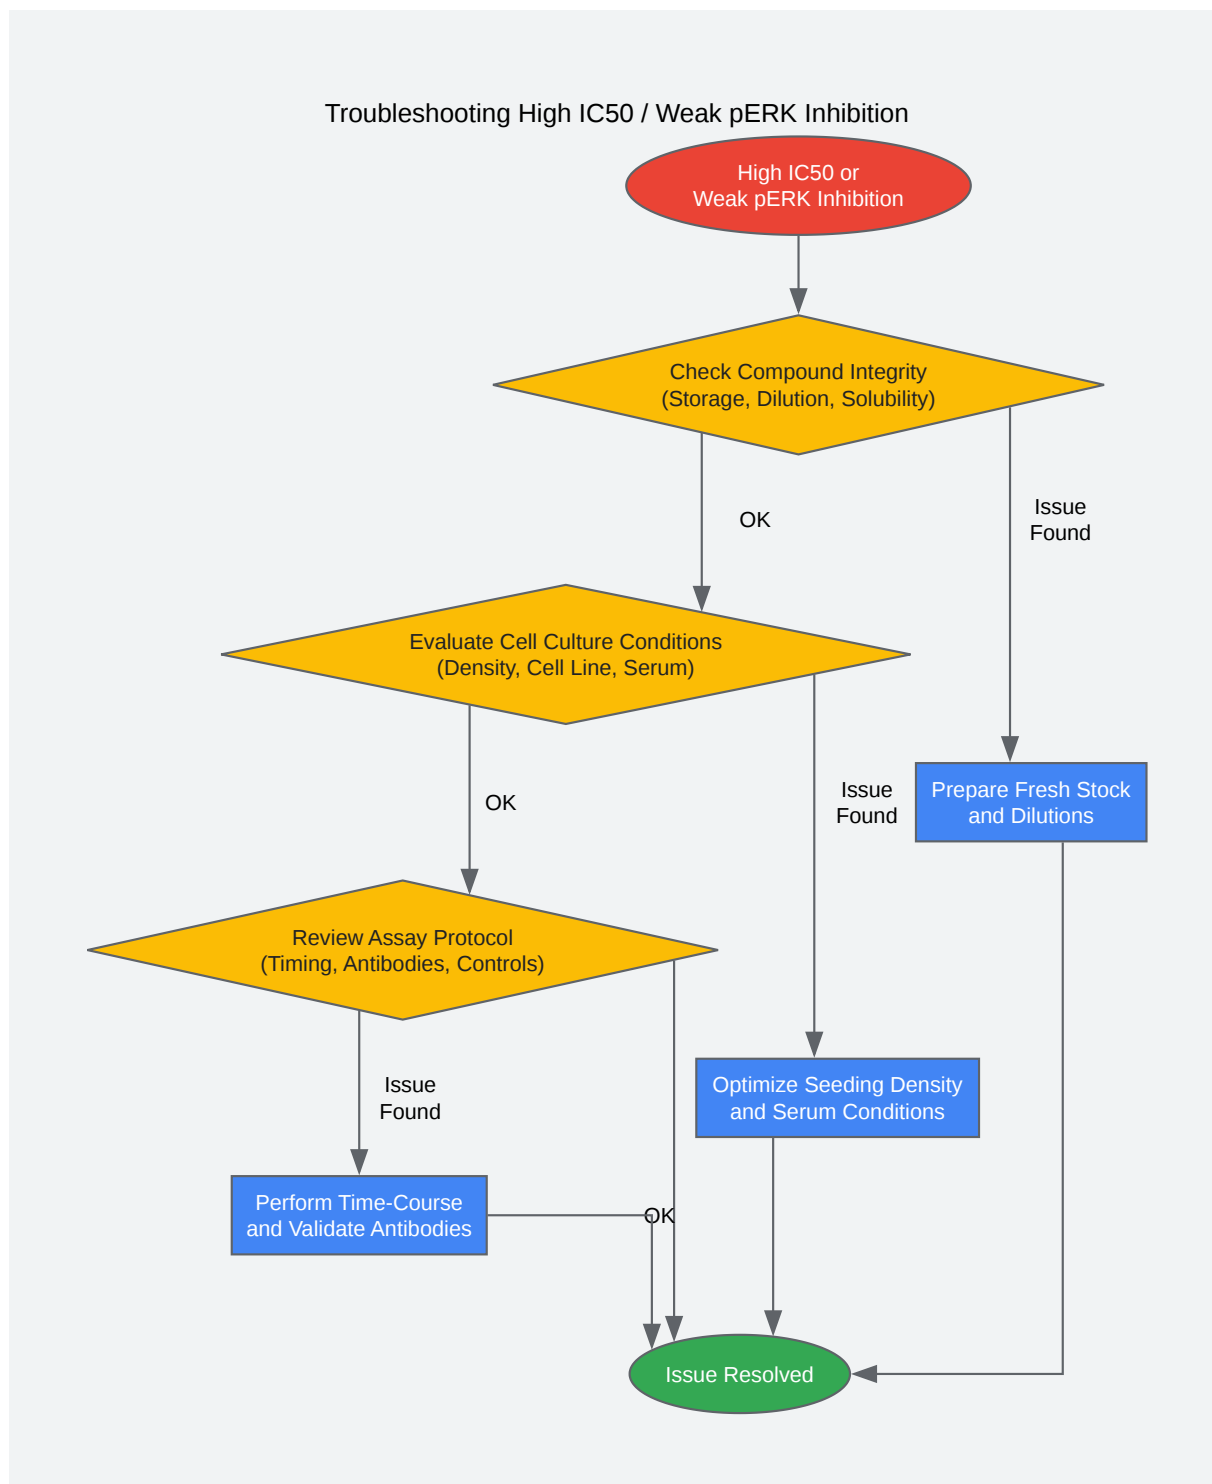 Troubleshooting High IC50 / Weak pERK Inhibition
High IC50 or
Weak pERK Inhibition
Check Compound Integrity
(Storage, Dilution, Solubility)
OK
Issue
Found
Evaluate Cell Culture Conditions
(Density, Cell Line, Serum)
OK
Issue
Found
Prepare Fresh Stock
and Dilutions
Review Assay Protocol
(Timing, Antibodies, Controls)
Issue
Found
Optimize Seeding Density
and Serum Conditions
Perform Time-Course
and Validate Antibodies
OK
Issue Resolved